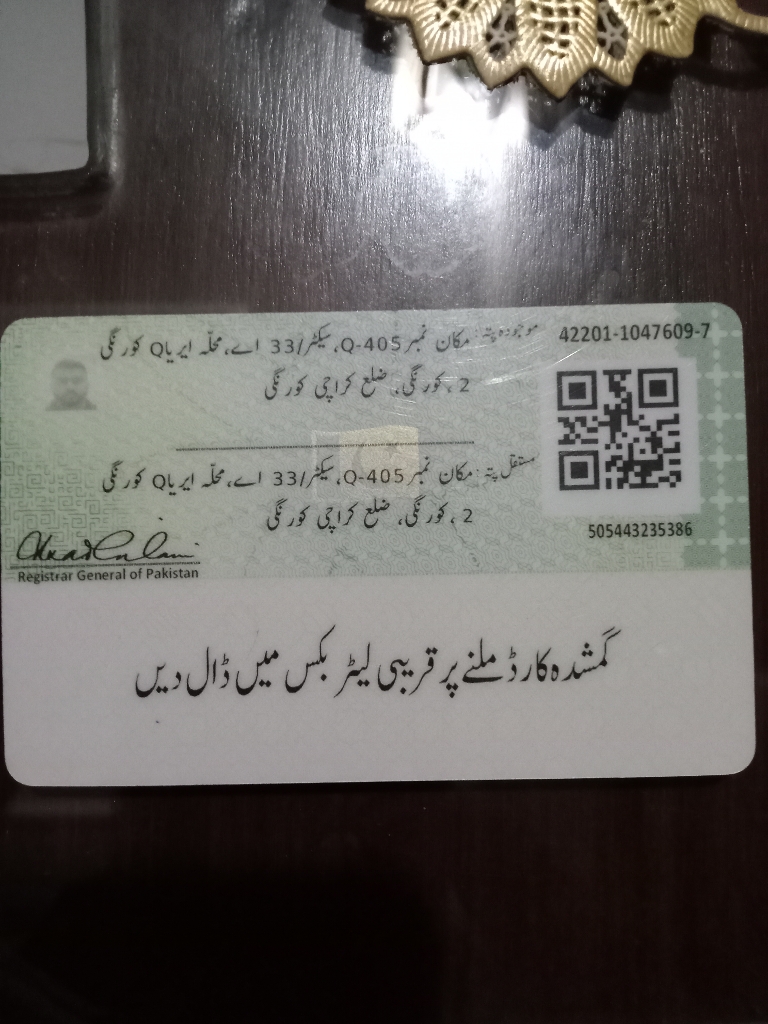 42201-1047609-7
موجودہ پتہ: مکان نمبر Q-405، سیکٹر/33 اے، محلّہ ایریا Q کورنگی
2 ، کورنگی، ضلع کراچی کورنگی
مستقل پتہ: مکان نمبر Q-405، سیکٹر/33 اے، محلّہ ایریا Q کورنگی
2 ، کورنگی، ضلع کراچی کورنگی
505443235386
Registrar General of Pakistan
گمشدہ کارڈ ملنے پر قریبی لیٹر بکس میں ڈال دیں